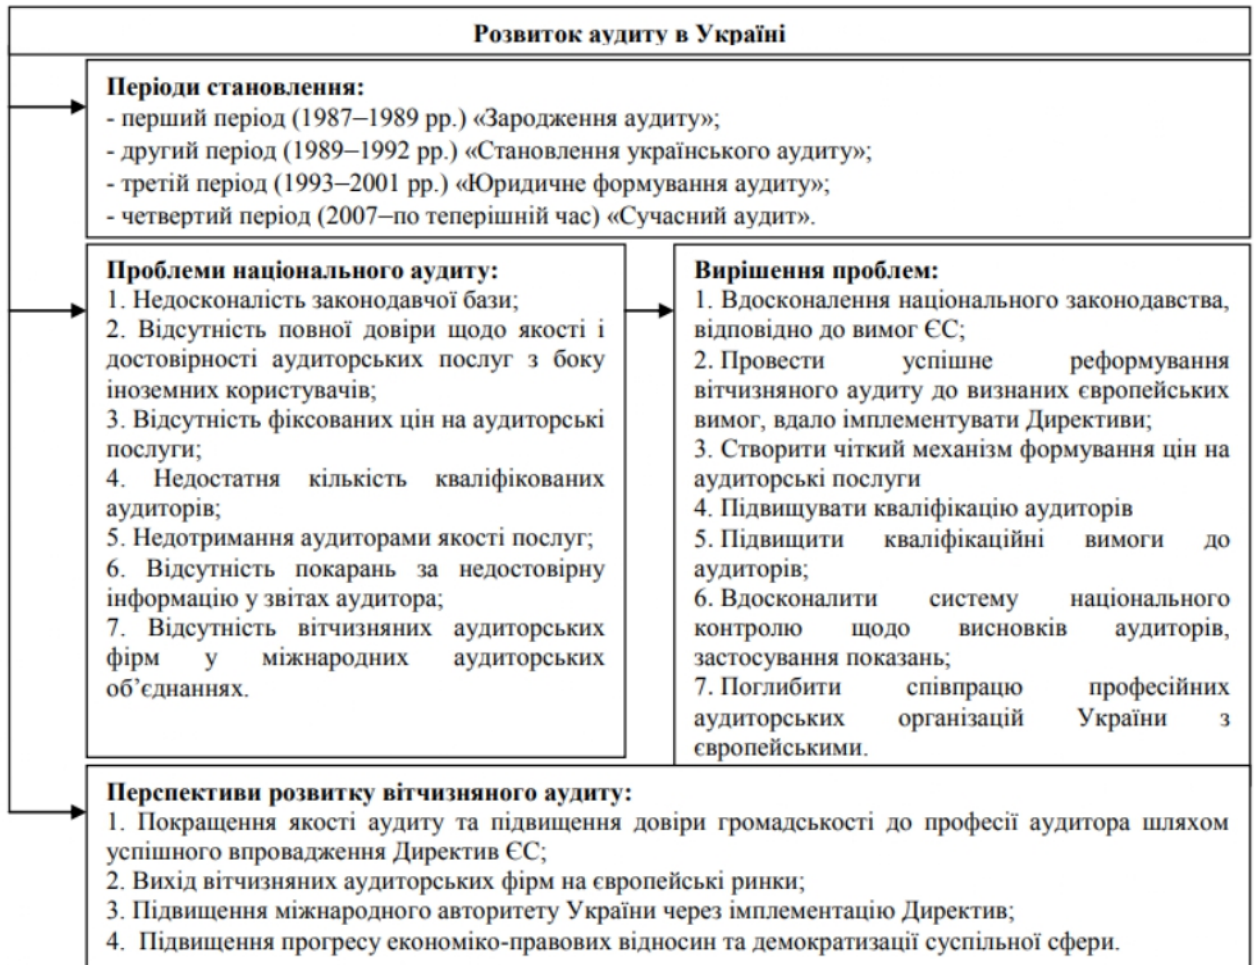 Розвиток аудиту в Україні
Періоди становлення:
- перший період (1987–1989 рр.) «Зародження аудиту»;
- другий період (1989–1992 рр.) «Становлення українського аудиту»;
- третій період (1993–2001 рр.) «Юридичне формування аудиту»;
- четвертий період (2007–по теперішній час) «Сучасний аудит».
Проблеми національного аудиту:
1. Недосконалість законодавчої бази;
2. Відсутність повної довіри щодо якості і
достовірності аудиторських послуг з боку
іноземних користувачів;
3. Відсутність фіксованих цін на аудиторські
послуги;
4. Недостатня кількість кваліфікованих
аудиторів;
5. Недотримання аудиторами якості послуг;
6. Відсутність покарань за недостовірну
інформацію у звітах аудитора;
7. Відсутність вітчизняних аудиторських
фірм у міжнародних аудиторських
об’єднаннях.
Вирішення проблем:
1. Вдосконалення національного законодавства,
відповідно до вимог ЄС;
2. Провести успішне реформування
вітчизняного аудиту до визнаних європейських
вимог, вдало імплементувати Директиви;
3. Створити чіткий механізм формування цін на
аудиторські послуги
4. Підвищувати кваліфікацію аудиторів
5. Підвищити кваліфікаційні вимоги до
аудиторів;
6. Вдосконалити систему національного
контролю щодо висновків аудиторів,
застосування показань;
7. Поглибити співпрацю професійних
аудиторських організацій України з
європейськими.
Перспективи розвитку вітчизняного аудиту:
1. Покращення якості аудиту та підвищення довіри громадськості до професії аудитора шляхом
успішного впровадження Директив ЄС;
2. Вихід вітчизняних аудиторських фірм на європейські ринки;
3. Підвищення міжнародного авторитету України через імплементацію Директив;
4. Підвищення прогресу економіко-правових відносин та демократизації суспільної сфери.